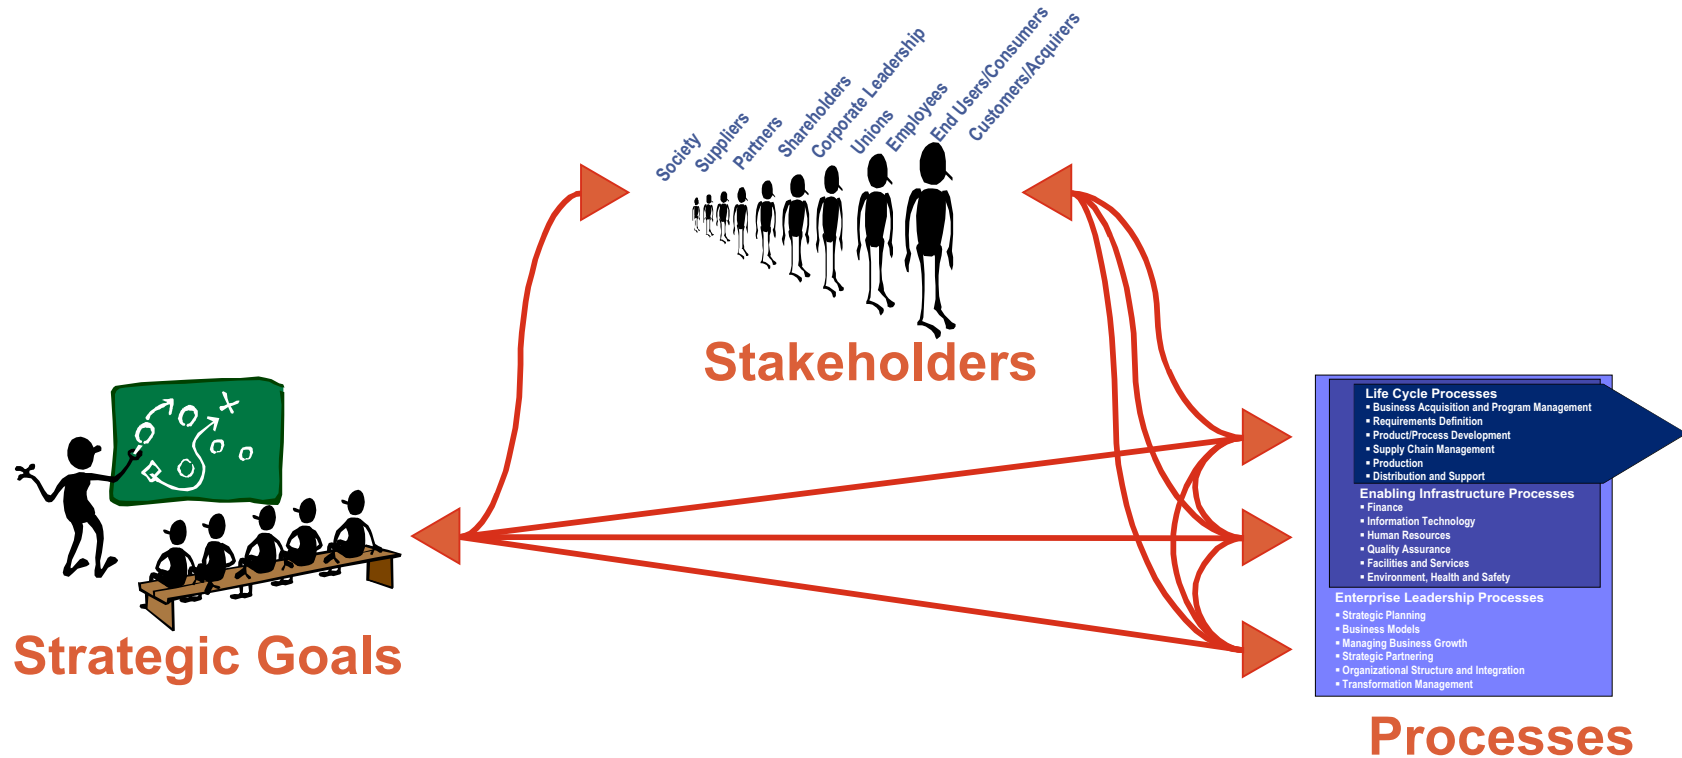 Society
Suppliers
Partners
Shareholders
Corporate Leadership
Unions
Employees
End Users/Consumers
Customers/Acquirers
Stakeholders
Strategic Goals
Life Cycle Processes
▪ Business Acquisition and Program Management
▪ Requirements Definition
▪ Product/Process Development
▪ Supply Chain Management
▪ Production
▪ Distribution and Support
Enabling Infrastructure Processes
▪ Finance
▪ Information Technology
▪ Human Resources
▪ Quality Assurance
▪ Facilities and Services
▪ Environment, Health and Safety
Enterprise Leadership Processes
▪ Strategic Planning
▪ Business Models
▪ Managing Business Growth
▪ Strategic Partnering
▪ Organizational Structure and Integration
▪ Transformation Management
Processes